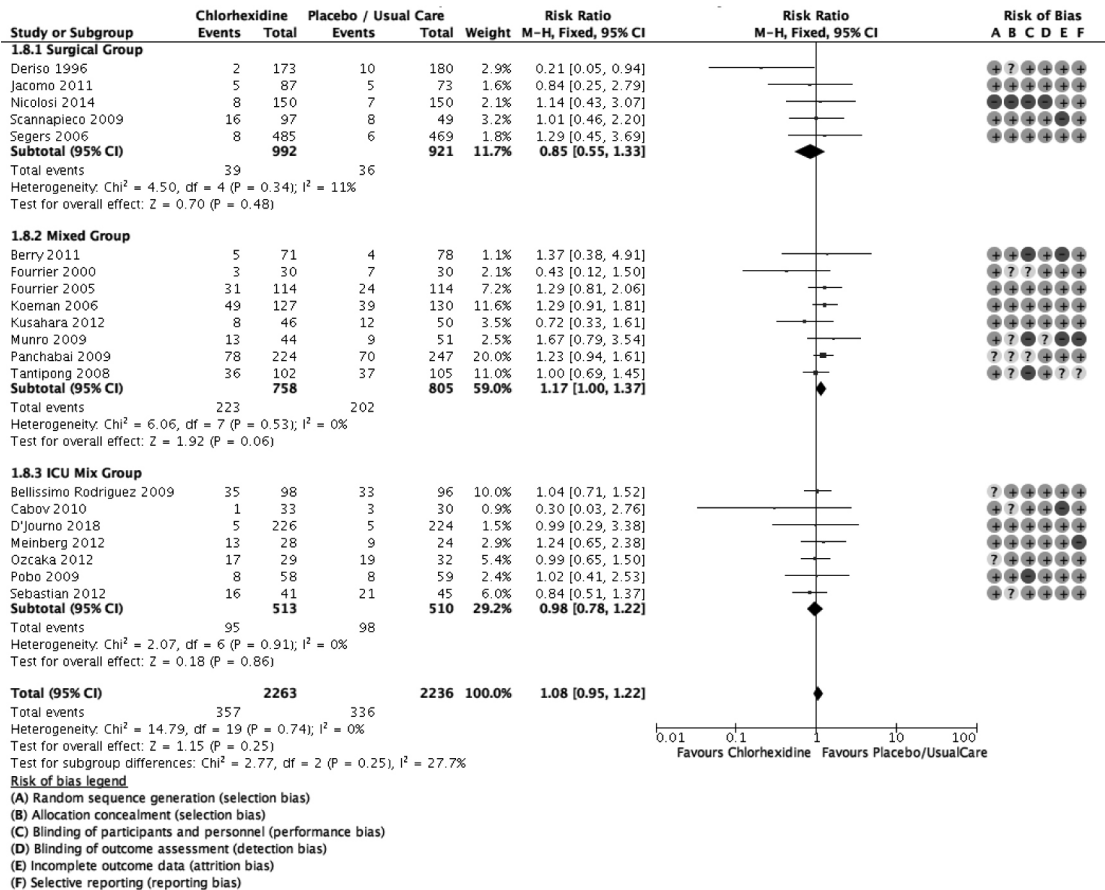 Chlorhexidine Placebo / Usual Care Risk Ratio Risk Ratio Risk of Bias
Study or Subgroup Events Total Events Total Weight M-H, Fixed, 95% CI M-H, Fixed, 95% CI A B C D E F
1.8.1 Surgical Group
Deriso 1996 2 173 10 180 2.9% 0.21 [0.05, 0.94] + ? + + + +
Jacomo 2011 5 87 5 73 1.6% 0.84 [0.25, 2.79] + + + + + +
Nicolosi 2014 8 150 7 150 2.1% 1.14 [0.43, 3.07] - - - - + +
Scannapieco 2009 16 97 8 49 3.2% 1.01 [0.46, 2.20] + + + + - +
Segers 2006 8 485 6 469 1.8% 1.29 [0.45, 3.69] + + + + + +
Subtotal (95% CI) 992 921 11.7% 0.85 [0.55, 1.33]
Total events 39 36
Heterogeneity: Chi² = 4.50, df = 4 (P = 0.34); I² = 11%
Test for overall effect: Z = 0.70 (P = 0.48)
1.8.2 Mixed Group
Berry 2011 5 71 4 78 1.1% 1.37 [0.38, 4.91] + + - + - +
Fourrier 2000 3 30 7 30 2.1% 0.43 [0.12, 1.50] + ? ? + + +
Fourrier 2005 31 114 24 114 7.2% 1.29 [0.81, 2.06] + + + + + +
Koeman 2006 49 127 39 130 11.6% 1.29 [0.91, 1.81] + + + + + +
Kusahara 2012 8 46 12 50 3.5% 0.72 [0.33, 1.61] + + + + + +
Munro 2009 13 44 9 51 2.5% 1.67 [0.79, 3.54] + ? - ? - -
Panchabai 2009 78 224 70 247 20.0% 1.23 [0.94, 1.61] ? ? ? + + +
Tantipong 2008 36 102 37 105 11.0% 1.00 [0.69, 1.45] + ? - + ? ?
Subtotal (95% CI) 758 805 59.0% 1.17 [1.00, 1.37]
Total events 223 202
Heterogeneity: Chi² = 6.06, df = 7 (P = 0.53); I² = 0%
Test for overall effect: Z = 1.92 (P = 0.06)
1.8.3 ICU Mix Group
Bellissimo Rodriguez 2009 35 98 33 96 10.0% 1.04 [0.71, 1.52] ? + + + + +
Cabov 2010 1 33 3 30 0.9% 0.30 [0.03, 2.76] + ? + + - +
D'Journo 2018 5 226 5 224 1.5% 0.99 [0.29, 3.38] + + + + + +
Meinberg 2012 13 28 9 24 2.9% 1.24 [0.65, 2.38] + + + + + -
Ozcaka 2012 17 29 19 32 5.4% 0.99 [0.65, 1.50] ? + + + + +
Pobo 2009 8 58 8 59 2.4% 1.02 [0.41, 2.53] + + - + + +
Sebastian 2012 16 41 21 45 6.0% 0.84 [0.51, 1.37] + ? + + + +
Subtotal (95% CI) 513 510 29.2% 0.98 [0.78, 1.22]
Total events 95 98
Heterogeneity: Chi² = 2.07, df = 6 (P = 0.91); I² = 0%
Test for overall effect: Z = 0.18 (P = 0.86)
Total (95% CI) 2263 2236 100.0% 1.08 [0.95, 1.22]
Total events 357 336
Heterogeneity: Chi² = 14.79, df = 19 (P = 0.74); I² = 0%
Test for overall effect: Z = 1.15 (P = 0.25)
Test for subgroup differences: Chi² = 2.77, df = 2 (P = 0.25), I² = 27.7%
0.01 0.1 1 10 100
Favours Chlorhexidine Favours Placebo/UsualCare
Risk of bias legend
(A) Random sequence generation (selection bias)
(B) Allocation concealment (selection bias)
(C) Blinding of participants and personnel (performance bias)
(D) Blinding of outcome assessment (detection bias)
(E) Incomplete outcome data (attrition bias)
(F) Selective reporting (reporting bias)